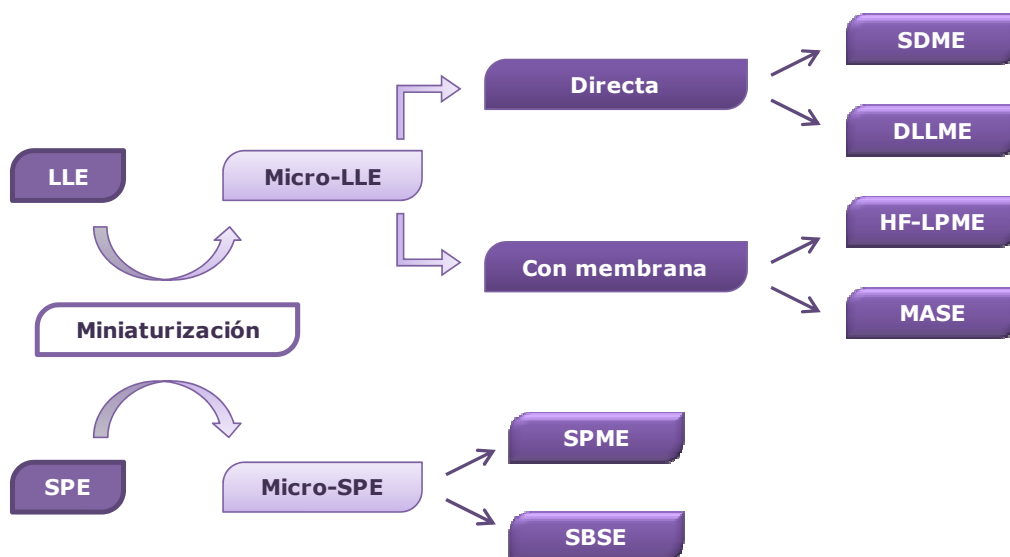 SDME
Directa
DLLME
LLE
Micro-LLE
HF-LPME
Con membrana
MASE
Miniaturización
SPME
SPE
Micro-SPE
SBSE